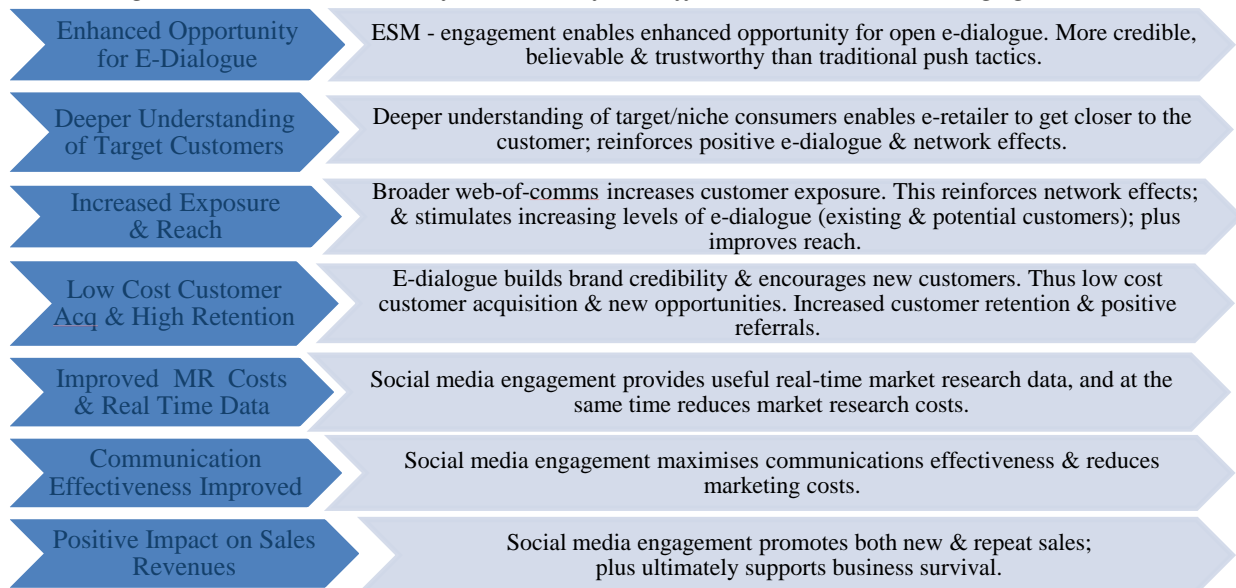 Enhanced Opportunity
for E-Dialogue
ESM - engagement enables enhanced opportunity for open e-dialogue. More credible,
believable & trustworthy than traditional push tactics.
Deeper Understanding
of Target Customers
Deeper understanding of target/niche consumers enables e-retailer to get closer to the
customer; reinforces positive e-dialogue & network effects.
Increased Exposure
& Reach
Broader web-of-comms increases customer exposure. This reinforces network effects;
& stimulates increasing levels of e-dialogue (existing & potential customers); plus
improves reach.
Low Cost Customer
Acq & High Retention
E-dialogue builds brand credibility & encourages new customers. Thus low cost
customer acquisition & new opportunities. Increased customer retention & positive
referrals.
Improved MR Costs
& Real Time Data
Social media engagement provides useful real-time market research data, and at the
same time reduces market research costs.
Communication
Effectiveness Improved
Social media engagement maximises communications effectiveness & reduces
marketing costs.
Positive Impact on Sales
Revenues
Social media engagement promotes both new & repeat sales;
plus ultimately supports business survival.